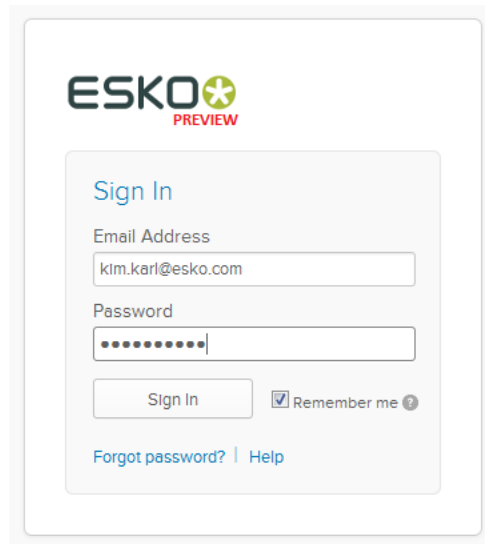 ESKO
PREVIEW
Sign In
Email Address
kim.karl@esko.com
Password
••••••••••
Sign In Remember me ?
Forgot password? | Help